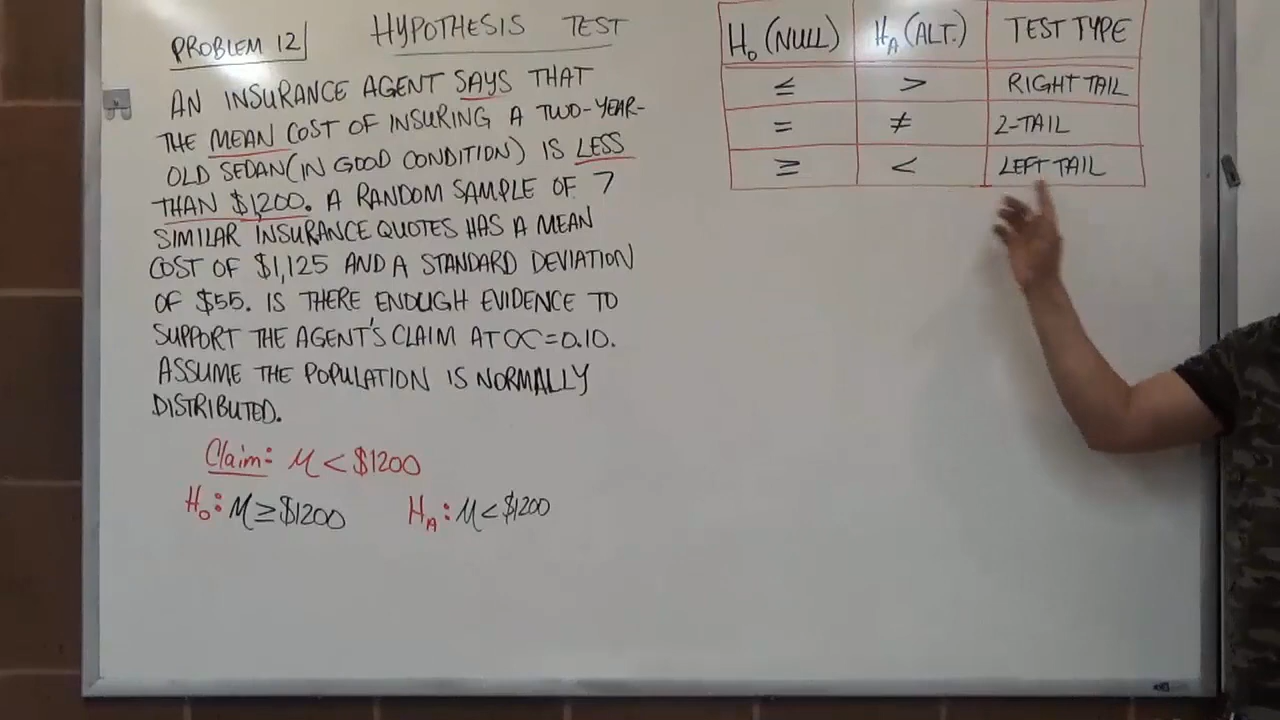 PROBLEM 12
HYPOTHESIS TEST
AN INSURANCE AGENT SAYS THAT
THE MEAN COST OF INSURING A TWO-YEAR-
OLD SEDAN (IN GOOD CONDITION) IS LESS
THAN $1,200. A RANDOM SAMPLE OF 7
SIMILAR INSURANCE QUOTES HAS A MEAN
COST OF $1,125 AND A STANDARD DEVIATION
OF $55. IS THERE ENOUGH EVIDENCE TO
SUPPORT THE AGENT'S CLAIM AT α=0.10.
ASSUME THE POPULATION IS NORMALLY
DISTRIBUTED.
Claim: μ < $1200
H₀: μ ≥ $1200 Hₐ: μ < $1200
H₀ (NULL) Hₐ (ALT.) TEST TYPE
≤ > RIGHT TAIL
= ≠ 2-TAIL
≥ < LEFT TAIL